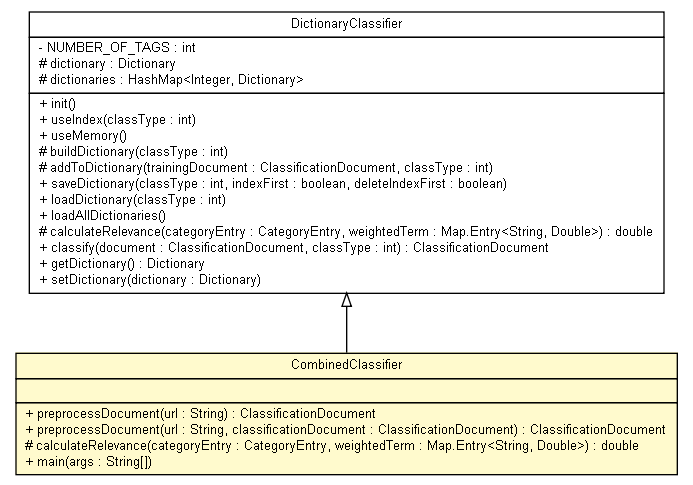 DictionaryClassifier
- NUMBER_OF_TAGS : int
# dictionary : Dictionary
# dictionaries : HashMap<Integer, Dictionary>
+ init()
+ useIndex(classType : int)
+ useMemory()
# buildDictionary(classType : int)
# addToDictionary(trainingDocument : ClassificationDocument, classType : int)
+ saveDictionary(classType : int, indexFirst : boolean, deleteIndexFirst : boolean)
+ loadDictionary(classType : int)
+ loadAllDictionaries()
# calculateRelevance(categoryEntry : CategoryEntry, weightedTerm : Map.Entry<String, Double>) : double
+ classify(document : ClassificationDocument, classType : int) : ClassificationDocument
+ getDictionary() : Dictionary
+ setDictionary(dictionary : Dictionary)
CombinedClassifier
+ preprocessDocument(url : String) : ClassificationDocument
+ preprocessDocument(url : String, classificationDocument : ClassificationDocument) : ClassificationDocument
# calculateRelevance(categoryEntry : CategoryEntry, weightedTerm : Map.Entry<String, Double>) : double
+ main(args : String[])